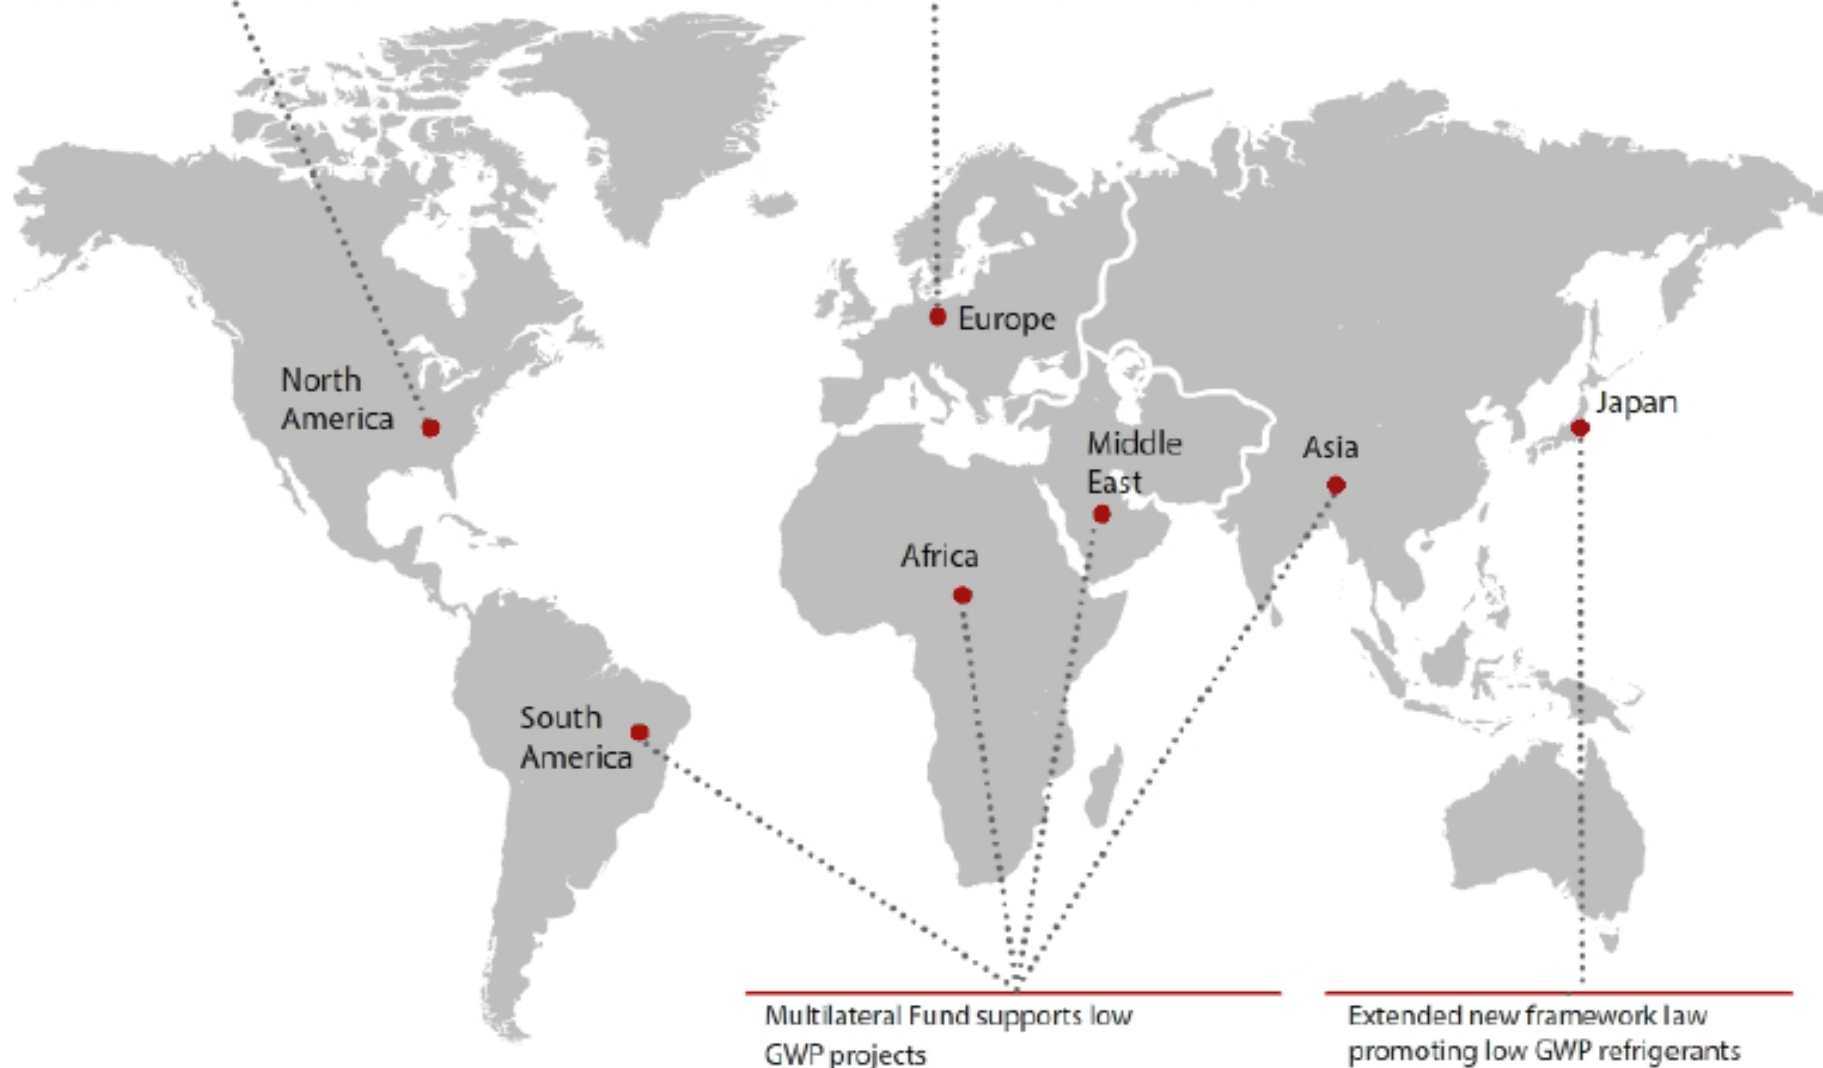 Europe
North
America
Japan
Middle
East
Asia
Africa
South
America
Multilateral Fund supports low
GWP projects
Extended new framework law
promoting low GWP refrigerants